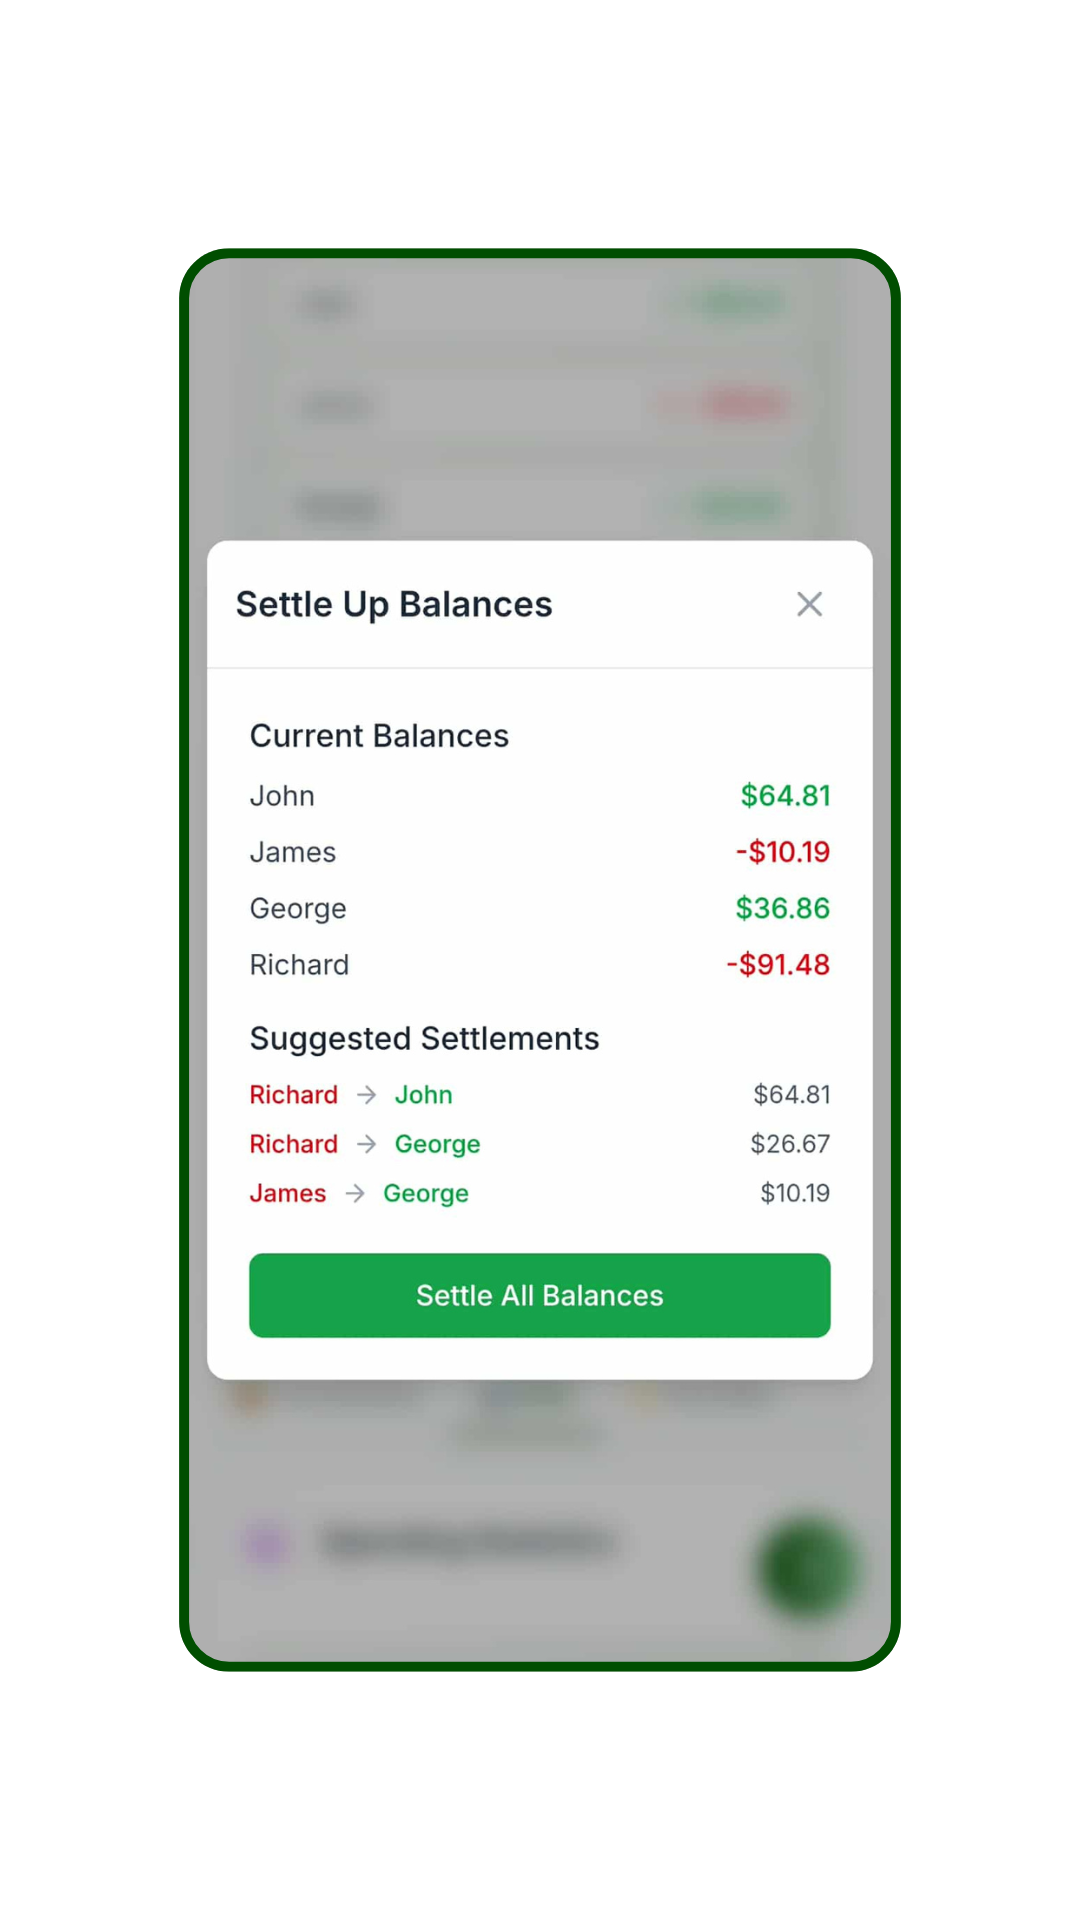 Settle Up Balances
Current Balances
John $64.81
James -$10.19
George $36.86
Richard -$91.48
Suggested Settlements
Richard → John $64.81
Richard → George $26.67
James → George $10.19
Settle All Balances